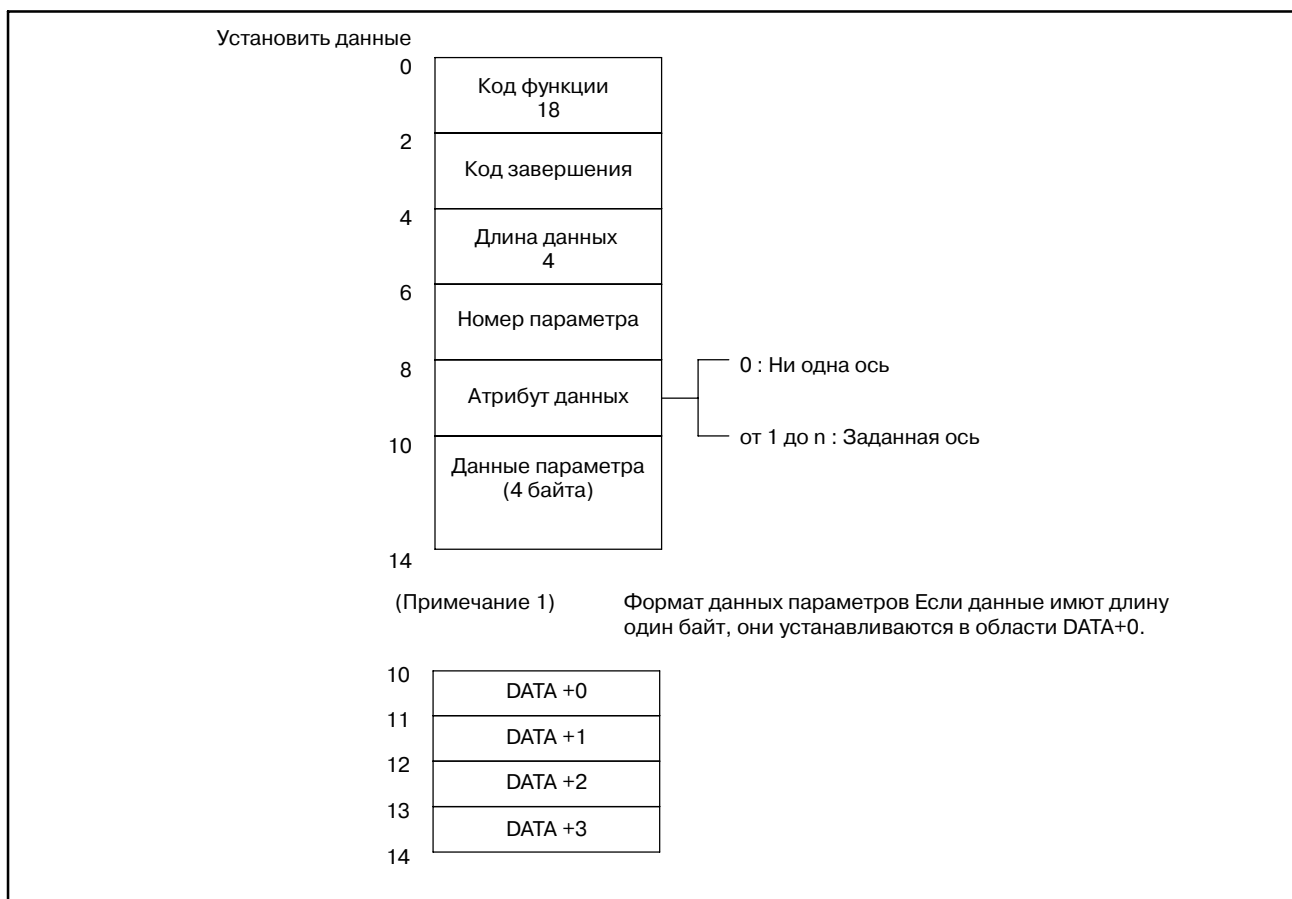 Установить данные
0
Код функции
18
2
Код завершения
4
Длина данных
4
6
Номер параметра
8
Атрибут данных
0 : Ни одна ось
от 1 до n : Заданная ось
10
Данные параметра
(4 байта)
14
(Примечание 1) Формат данных параметров Если данные имют длину
один байт, они устанавливаются в области DATA+0.
10
DATA +0
11
DATA +1
12
DATA +2
13
DATA +3
14